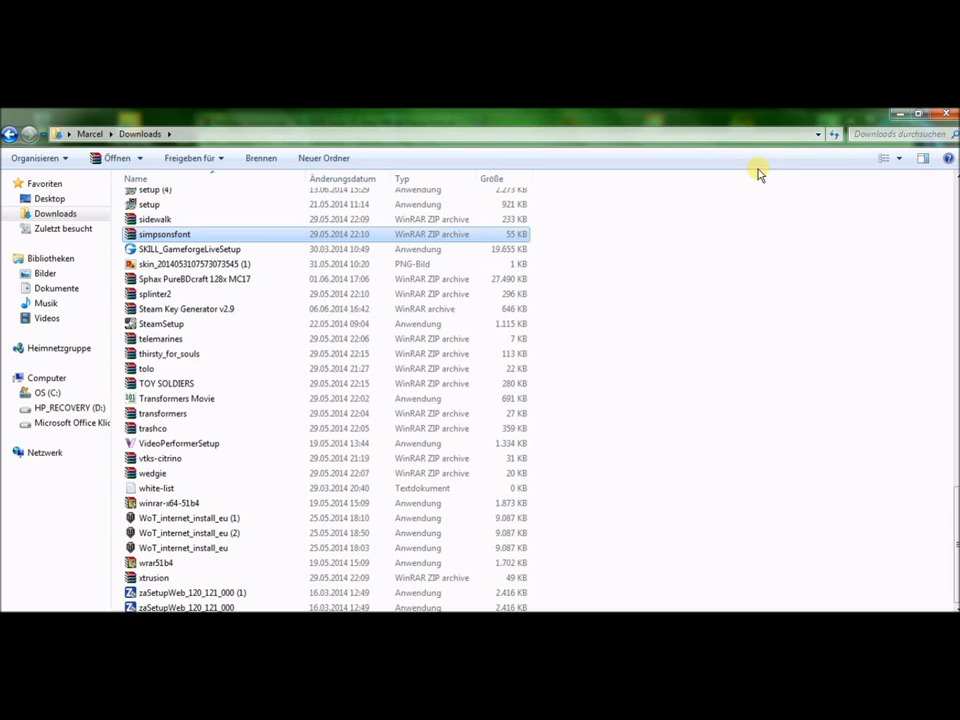 Marcel Downloads Downloads durchsuchen
Organisieren Öffnen Freigeben für Brennen Neuer Ordner
Name Änderungsdatum Typ Größe
Favoriten
Desktop
Downloads
Zuletzt besucht
Bibliotheken
Bilder
Dokumente
Musik
Videos
Heimnetzgruppe
Computer
OS (C:)
HP_RECOVERY (D:)
Microsoft Office Klic
Netzwerk
setup (4) 13.06.2014 15:29 Anwendung 2.273 KB
setup 21.05.2014 11:14 Anwendung 921 KB
sidewalk 29.05.2014 22:09 WinRAR ZIP archive 233 KB
simpsonsfont 29.05.2014 22:10 WinRAR ZIP archive 55 KB
SKILL_GameforgeLiveSetup 30.03.2014 10:49 Anwendung 19.655 KB
skin_2014053107573073545 (1) 31.05.2014 10:20 PNG-Bild 1 KB
Sphax PureBDcraft 128x MC17 01.06.2014 17:06 WinRAR ZIP archive 27.490 KB
splinter2 29.05.2014 22:10 WinRAR ZIP archive 296 KB
Steam Key Generator v2.9 06.06.2014 16:42 WinRAR archive 646 KB
SteamSetup 22.05.2014 09:04 Anwendung 1.115 KB
telemarines 29.05.2014 22:06 WinRAR ZIP archive 7 KB
thirsty_for_souls 29.05.2014 22:15 WinRAR ZIP archive 113 KB
tolo 29.05.2014 21:27 WinRAR ZIP archive 22 KB
TOY SOLDIERS 29.05.2014 22:15 WinRAR ZIP archive 280 KB
Transformers Movie 29.05.2014 22:02 Anwendung 691 KB
transformers 29.05.2014 22:04 WinRAR ZIP archive 27 KB
trashco 29.05.2014 22:05 WinRAR ZIP archive 359 KB
VideoPerformerSetup 19.05.2014 13:44 Anwendung 1.334 KB
vtks-citrino 29.05.2014 21:19 WinRAR ZIP archive 31 KB
wedgie 29.05.2014 22:07 WinRAR ZIP archive 20 KB
white-list 29.03.2014 20:40 Textdokument 0 KB
winrar-x64-51b4 19.05.2014 15:09 Anwendung 1.873 KB
WoT_internet_install_eu (1) 25.05.2014 18:10 Anwendung 9.087 KB
WoT_internet_install_eu (2) 25.05.2014 18:50 Anwendung 9.087 KB
WoT_internet_install_eu 25.05.2014 18:03 Anwendung 9.087 KB
wrar51b4 19.05.2014 15:09 Anwendung 1.702 KB
xtrusion 29.05.2014 22:09 WinRAR ZIP archive 49 KB
zaSetupWeb_120_121_000 (1) 16.03.2014 12:49 Anwendung 2.416 KB
zaSetupWeb_120_121_000 16.03.2014 12:49 Anwendung 2.416 KB